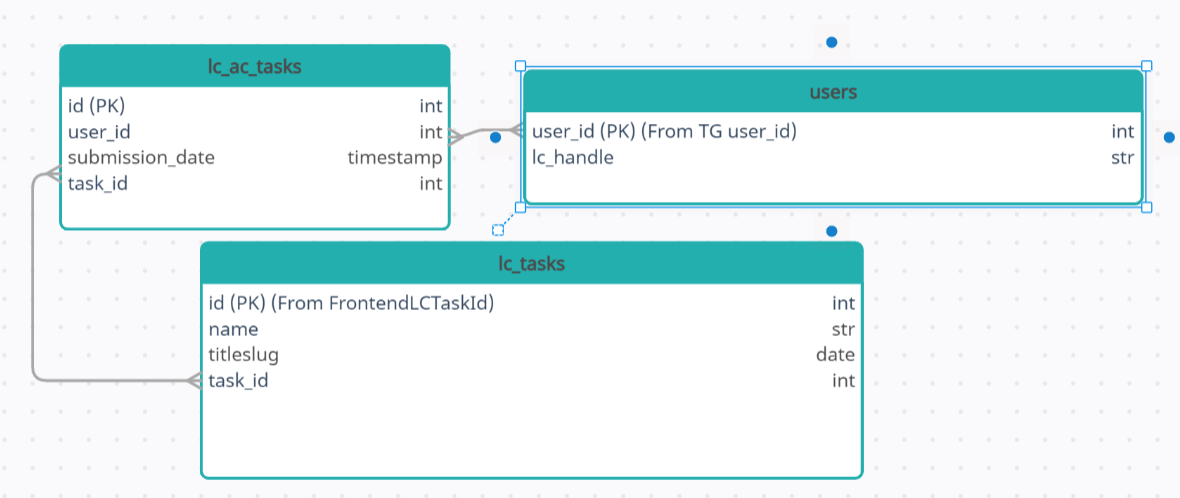 lc_ac_tasks
id (PK) int
user_id int
submission_date timestamp
task_id int
users
user_id (PK) (From TG user_id) int
lc_handle str
lc_tasks
id (PK) (From FrontendLCTaskId) int
name str
titleslug date
task_id int